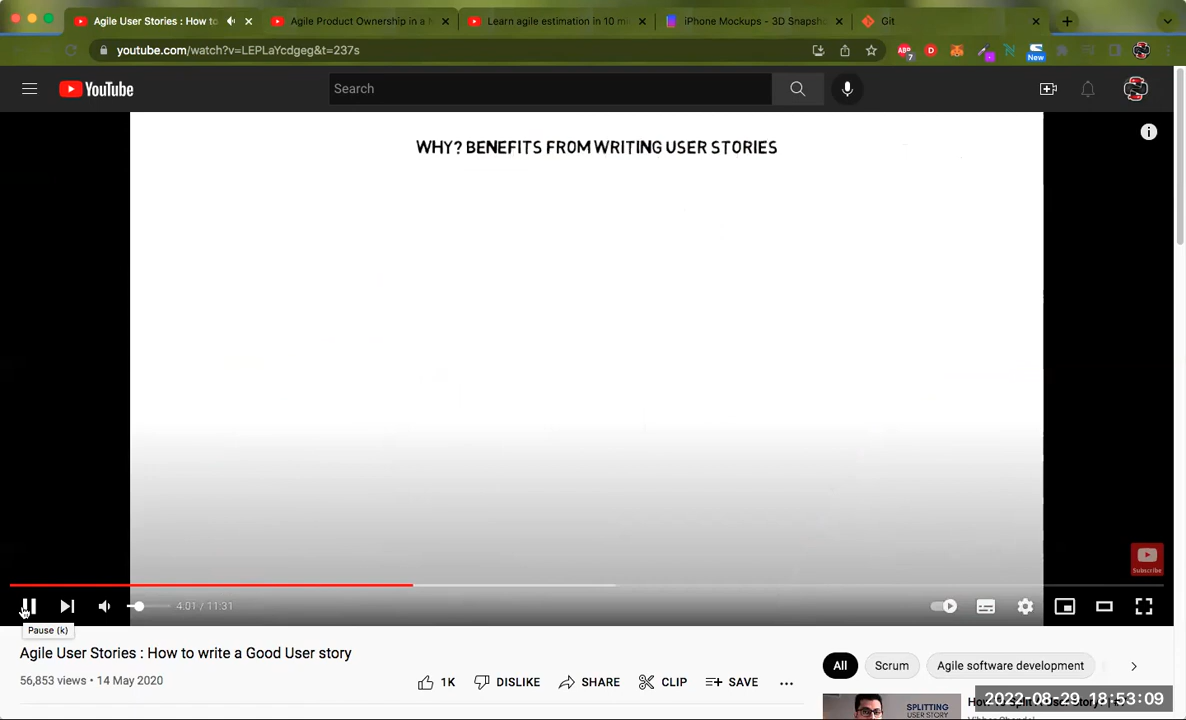 Agile User Stories : How to
Agile Product Ownership in a
Learn agile estimation in 10 m
iPhone Mockups - 3D Snapsho
Git
youtube.com/watch?v=LEPLaYcdgeg&t=237s
7
D
New
YouTube
Search
WHY? BENEFITS FROM WRITING USER STORIES
Subscribe
4:01 / 11:31
Pause (k)
Agile User Stories : How to write a Good User story
56,853 views • 14 May 2020
1K
DISLIKE
SHARE
CLIP
SAVE
All
Scrum
Agile software development
2022-08-29 18:53:09
SPLITTING
USER STORY